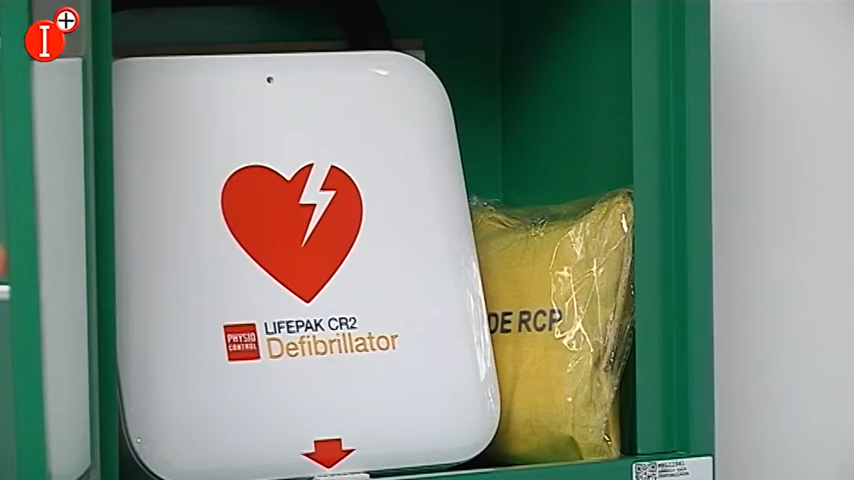 I+
LIFEPAK CR2
PHYSIO
CONTROL
Defibrillator
DE RCP